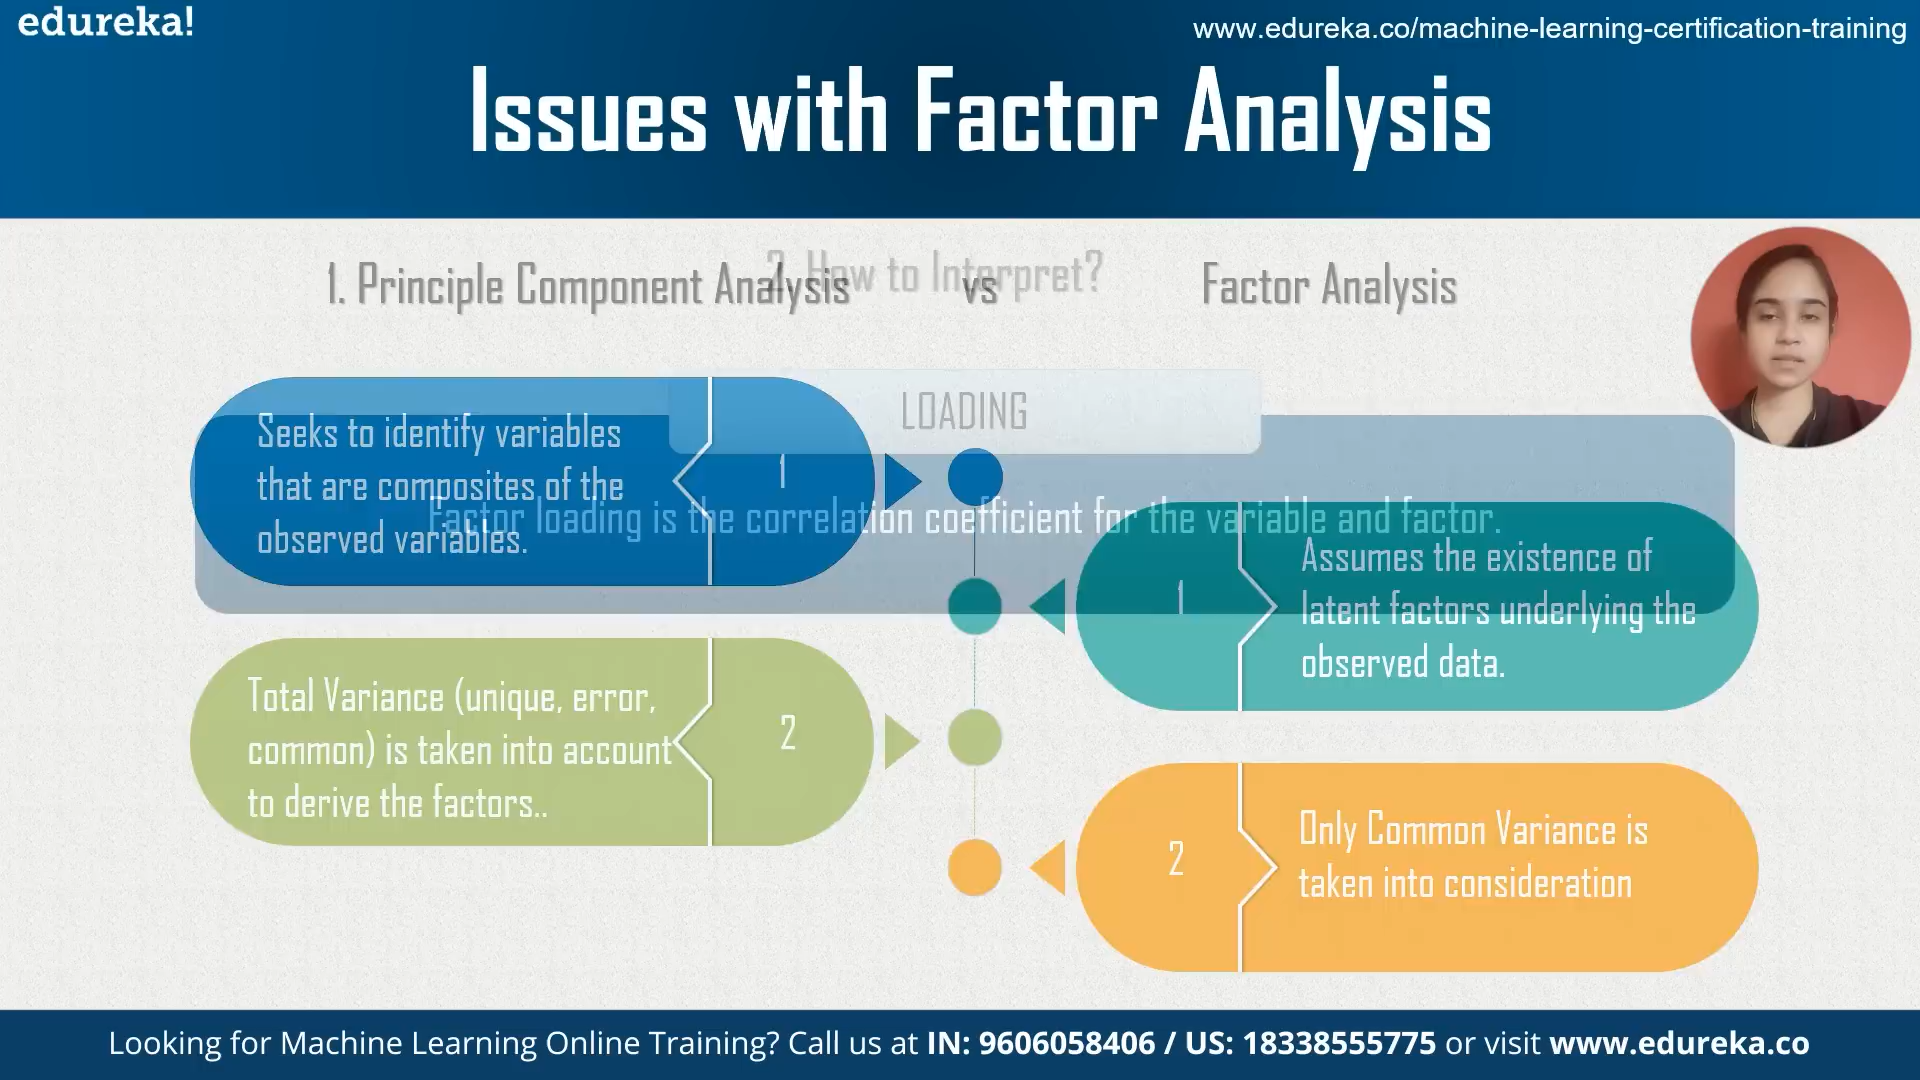 edureka!
www.edureka.co/machine-learning-certification-training
Issues with Factor Analysis
1. Principle Component Analysis vs Factor Analysis
2. How to Interpret?
LOADING
Factor loading is the correlation coefficient for the variable and factor.
Seeks to identify variables
that are composites of the
observed variables.
1
1
Assumes the existence of
latent factors underlying the
observed data.
Total Variance (unique, error,
common) is taken into account
to derive the factors..
2
2
Only Common Variance is
taken into consideration
Looking for Machine Learning Online Training? Call us at IN: 9606058406 / US: 18338555775 or visit www.edureka.co